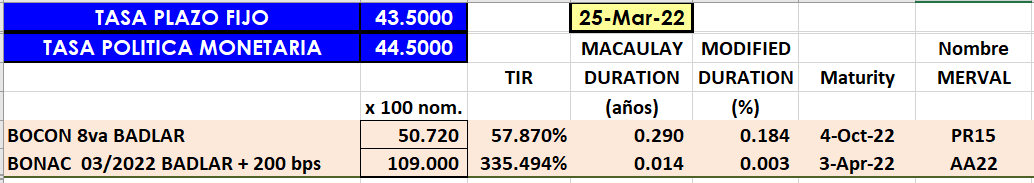 TASA PLAZO FIJO 43.5000 25-Mar-22
TASA POLITICA MONETARIA 44.5000 MACAULAY MODIFIED Nombre
TIR DURATION DURATION Maturity MERVAL
x 100 nom. (años) (%)
BOCON 8va BADLAR 50.720 57.870% 0.290 0.184 4-Oct-22 PR15
BONAC 03/2022 BADLAR + 200 bps 109.000 335.494% 0.014 0.003 3-Apr-22 AA22